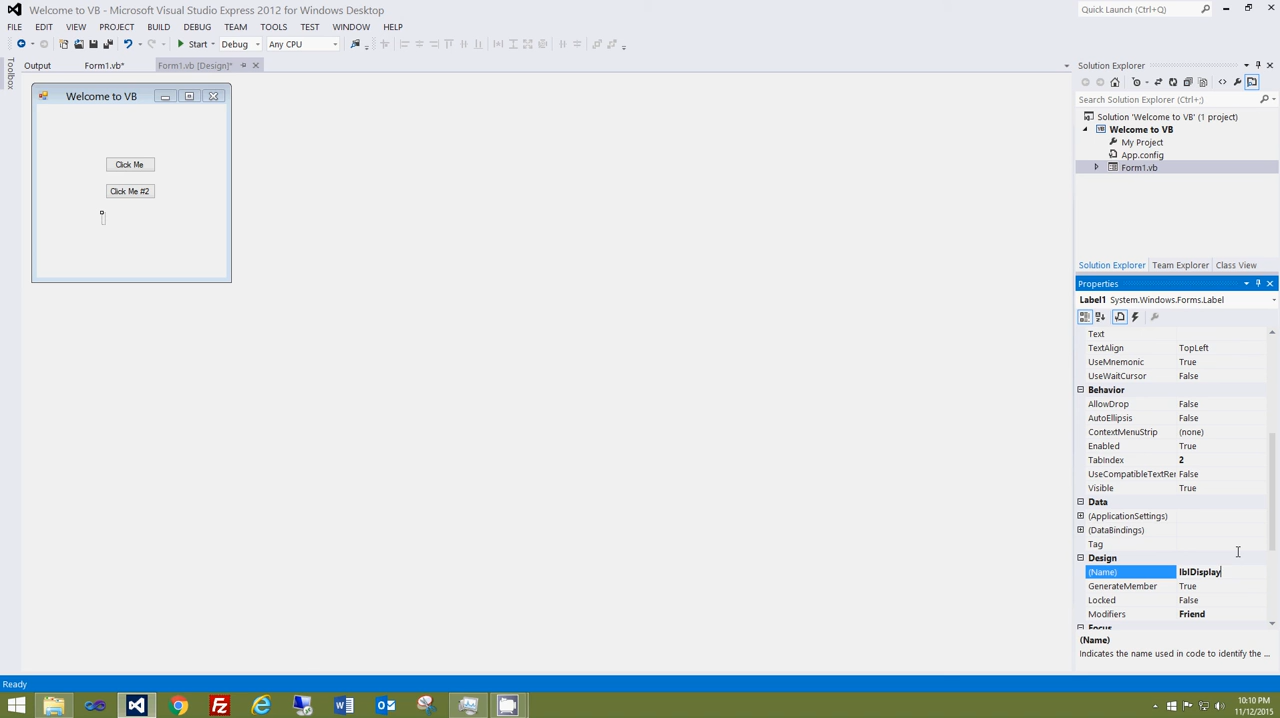 Welcome to VB - Microsoft Visual Studio Express 2012 for Windows Desktop
Quick Launch (Ctrl+Q)
FILE EDIT VIEW PROJECT BUILD DEBUG TEAM TOOLS TEST WINDOW HELP
Start Debug Any CPU
Toolbox
Output Form1.vb* Form1.vb [Design]*
Welcome to VB
Click Me
Click Me #2
Solution Explorer
Search Solution Explorer (Ctrl+;)
Solution 'Welcome to VB' (1 project)
Welcome to VB
My Project
App.config
Form1.vb
Solution Explorer Team Explorer Class View
Properties
Label1 System.Windows.Forms.Label
Text
TextAlign TopLeft
UseMnemonic True
UseWaitCursor False
Behavior
AllowDrop False
AutoEllipsis False
ContextMenuStrip (none)
Enabled True
TabIndex 2
UseCompatibleTextRer False
Visible True
Data
(ApplicationSettings)
(DataBindings)
Tag
Design
(Name) lblDisplay
GenerateMember True
Locked False
Modifiers Friend
Focus
(Name)
Indicates the name used in code to identify the ...
Ready
10:10 PM
11/12/2015